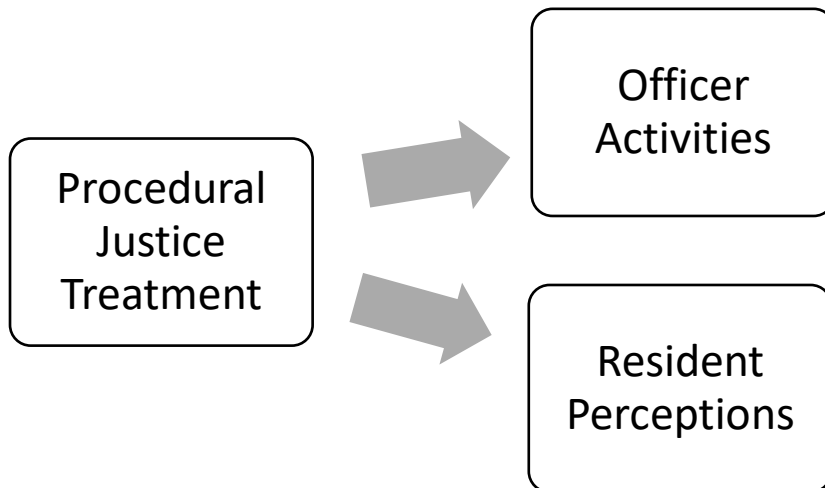 Procedural
Justice
Treatment
Officer
Activities
Resident
Perceptions